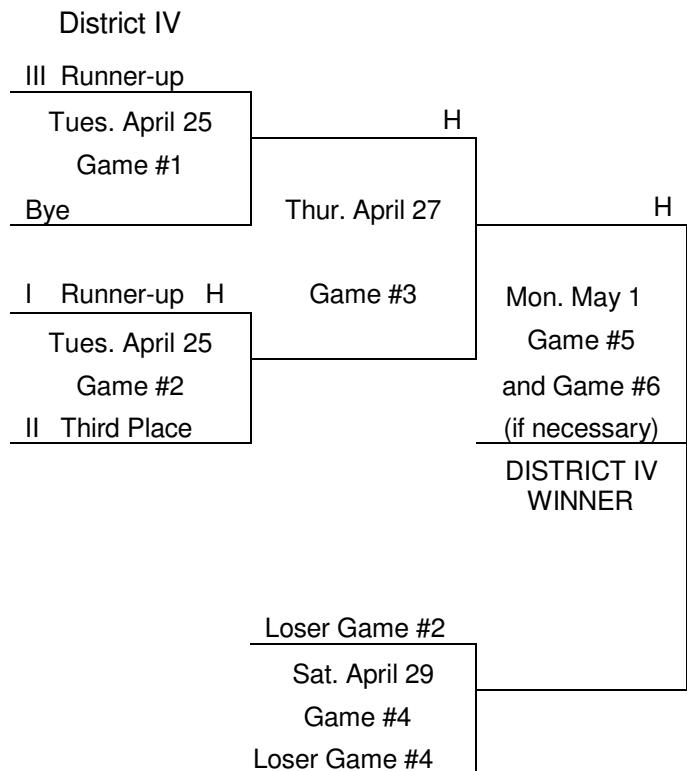 District IV
III Runner-up
Tues. April 25
Game #1
Bye
H
Thur. April 27
Game #3
H
I Runner-up H
Tues. April 25
Game #2
II Third Place
Mon. May 1
Game #5
and Game #6
(if necessary)
DISTRICT IV
WINNER
Loser Game #2
Sat. April 29
Game #4
Loser Game #4